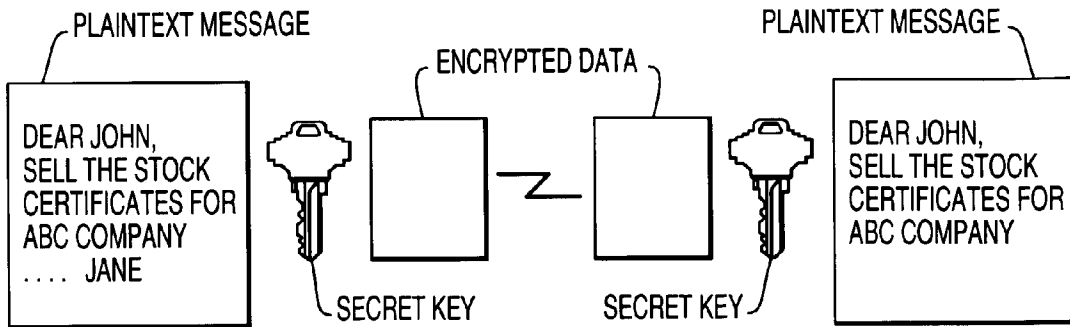 PLAINTEXT MESSAGE
PLAINTEXT MESSAGE
ENCRYPTED DATA
DEAR JOHN,
SELL THE STOCK
CERTIFICATES FOR
ABC COMPANY
.... JANE
DEAR JOHN,
SELL THE STOCK
CERTIFICATES FOR
ABC COMPANY
SECRET KEY
SECRET KEY